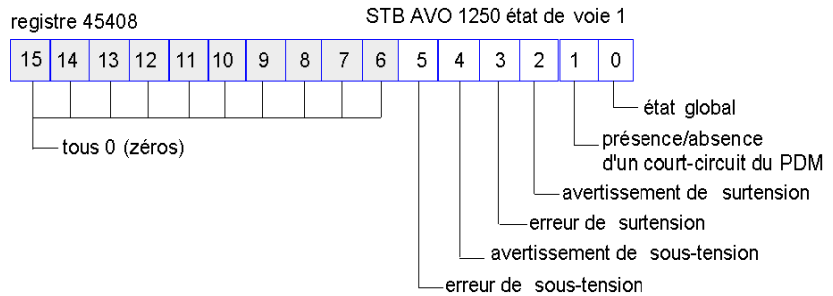 registre 45408
STB AVO 1250 état de voie 1
15 14 13 12 11 10 9 8 7 6 5 4 3 2 1 0
état global
tous 0 (zéros)
présence/absence
d'un court-circuit du PDM
avertissement de surtension
erreur de surtension
avertissement de sous-tension
erreur de sous-tension